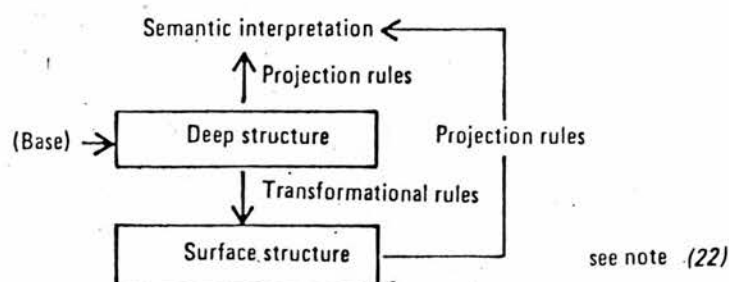 Semantic interpretation
Projection rules
(Base) Deep structure Projection rules
Transformational rules
Surface structure see note (22)